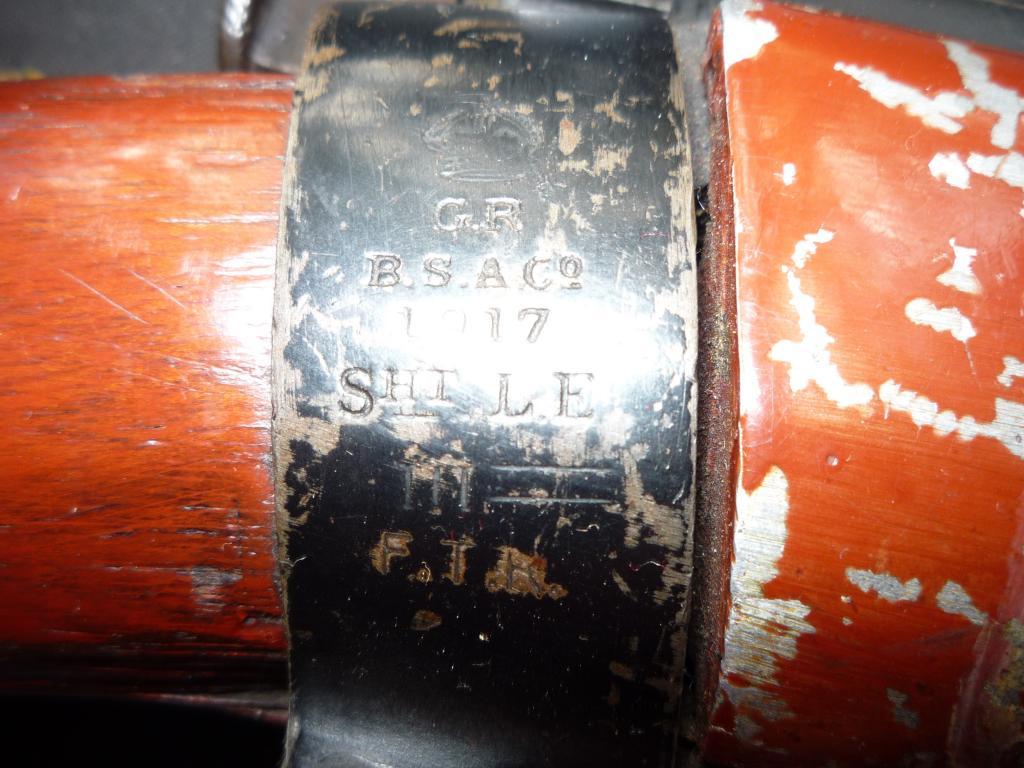 G.R
B.S.A Cº
1917
SHT L E
III
F.T.R.